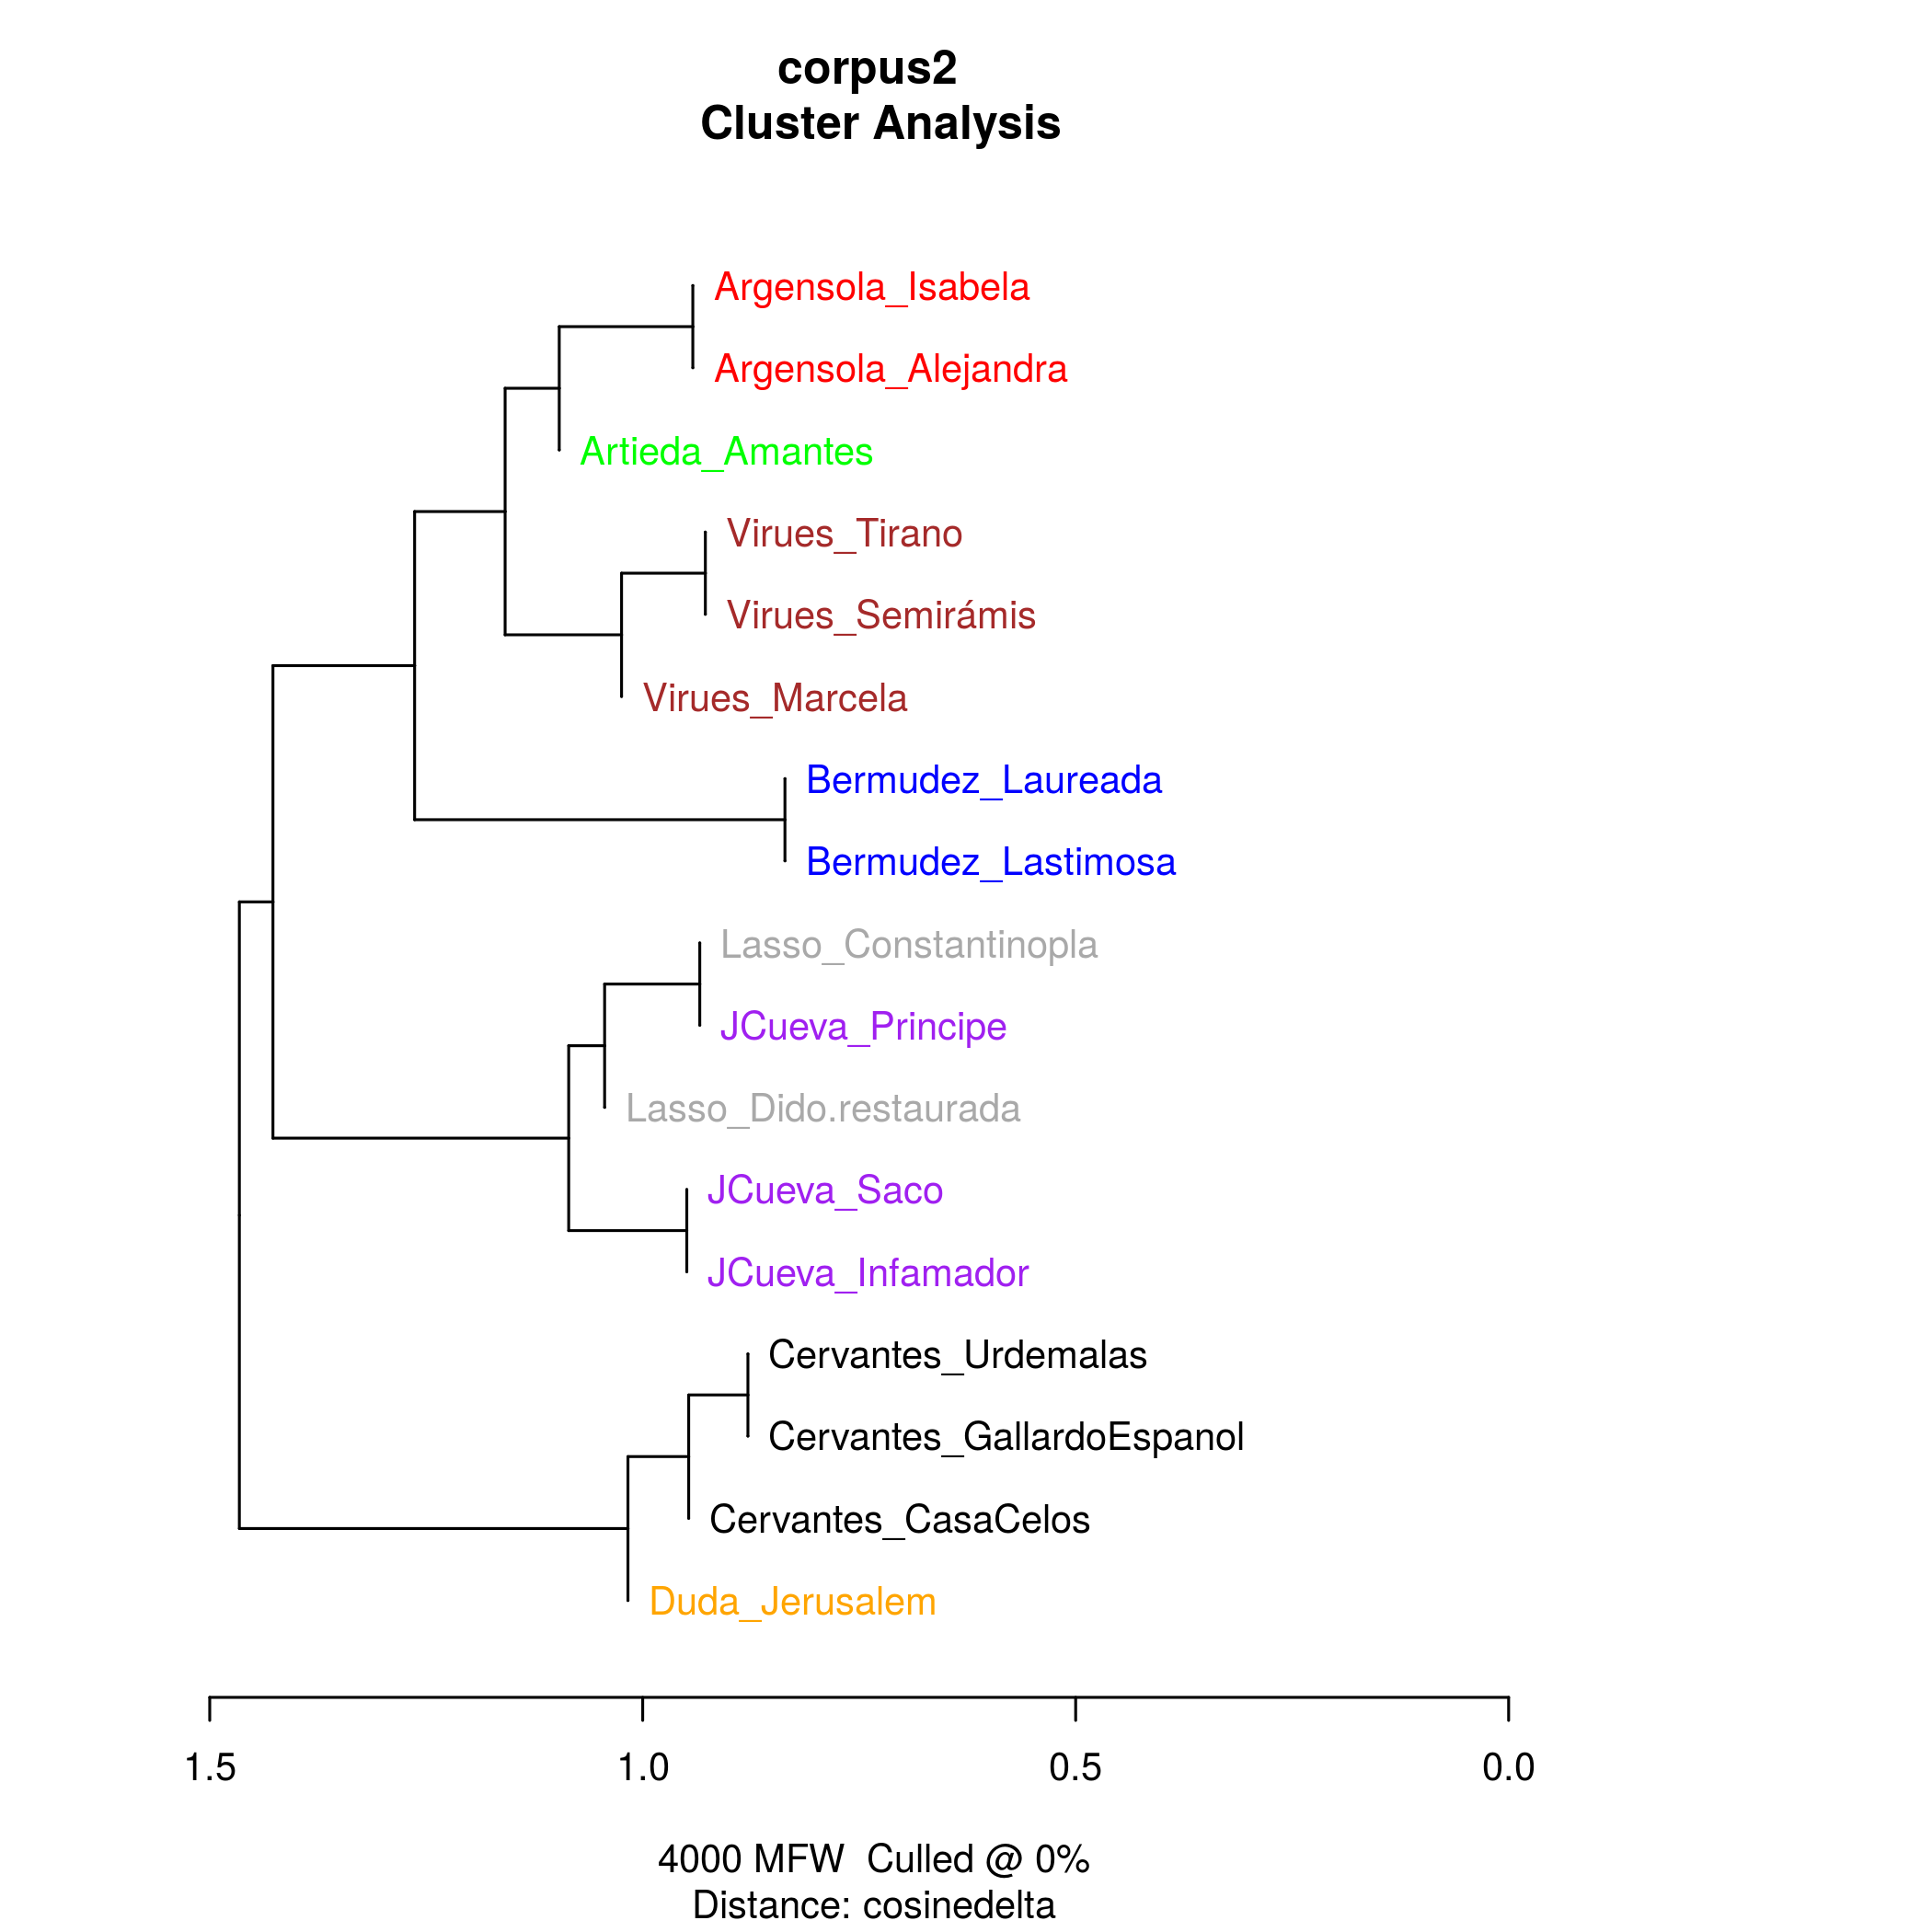 corpus2
Cluster Analysis
Argensola_Isabela
Argensola_Alejandra
Artieda_Amantes
Virues_Tirano
Virues_Semirámis
Virues_Marcela
Bermudez_Laureada
Bermudez_Lastimosa
Lasso_Constantinopla
JCueva_Principe
Lasso_Dido.restaurada
JCueva_Saco
JCueva_Infamador
Cervantes_Urdemalas
Cervantes_GallardoEspanol
Cervantes_CasaCelos
Duda_Jerusalem
1.5 1.0 0.5 0.0
4000 MFW  Culled @ 0%
Distance: cosinedelta